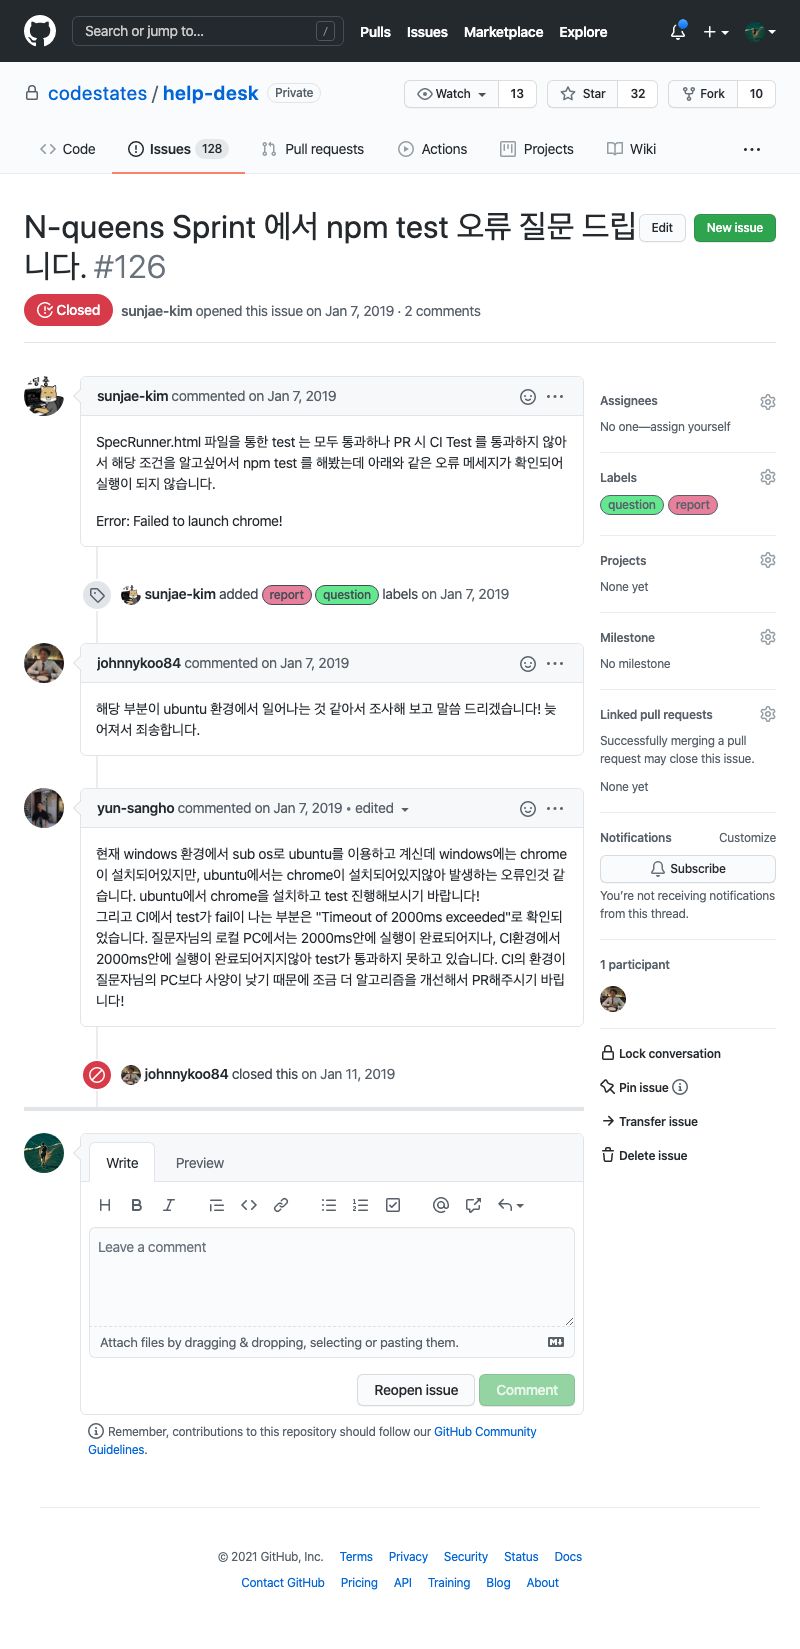 Search or jump to... /
Pulls Issues Marketplace Explore
codestates / help-desk Private
Watch 13 Star 32 Fork 10
Code Issues 128 Pull requests Actions Projects Wiki
N-queens Sprint 에서 npm test 오류 질문 드립
니다. #126
Edit New issue
Closed sunjae-kim opened this issue on Jan 7, 2019 · 2 comments
sunjae-kim commented on Jan 7, 2019
SpecRunner.html 파일을 통한 test 는 모두 통과하나 PR 시 CI Test 를 통과하지 않아
서 해당 조건을 알고싶어서 npm test 를 해봤는데 아래와 같은 오류 메세지가 확인되어
실행이 되지 않습니다.
Error: Failed to launch chrome!
sunjae-kim added report question labels on Jan 7, 2019
johnnykoo84 commented on Jan 7, 2019
해당 부분이 ubuntu 환경에서 일어나는 것 같아서 조사해 보고 말씀 드리겠습니다! 늦
어져서 죄송합니다.
yun-sangho commented on Jan 7, 2019 • edited
현재 windows 환경에서 sub os로 ubuntu를 이용하고 계신데 windows에는 chrome
이 설치되어있지만, ubuntu에서는 chrome이 설치되어있지않아 발생하는 오류인것 같
습니다. ubuntu에서 chrome을 설치하고 test 진행해보시기 바랍니다!
그리고 CI에서 test가 fail이 나는 부분은 "Timeout of 2000ms exceeded"로 확인되
었습니다. 질문자님의 로컬 PC에서는 2000ms안에 실행이 완료되어지나, CI환경에서
2000ms안에 실행이 완료되어지지않아 test가 통과하지 못하고 있습니다. CI의 환경이
질문자님의 PC보다 사양이 낮기 때문에 조금 더 알고리즘을 개선해서 PR해주시기 바립
니다!
johnnykoo84 closed this on Jan 11, 2019
Assignees
No one—assign yourself
Labels
question report
Projects
None yet
Milestone
No milestone
Linked pull requests
Successfully merging a pull
request may close this issue.
None yet
Notifications Customize
Subscribe
You're not receiving notifications
from this thread.
1 participant
Lock conversation
Pin issue
Transfer issue
Delete issue
Write Preview
Leave a comment
Attach files by dragging & dropping, selecting or pasting them.
Reopen issue Comment
Remember, contributions to this repository should follow our GitHub Community
Guidelines.
© 2021 GitHub, Inc. Terms Privacy Security Status Docs
Contact GitHub Pricing API Training Blog About